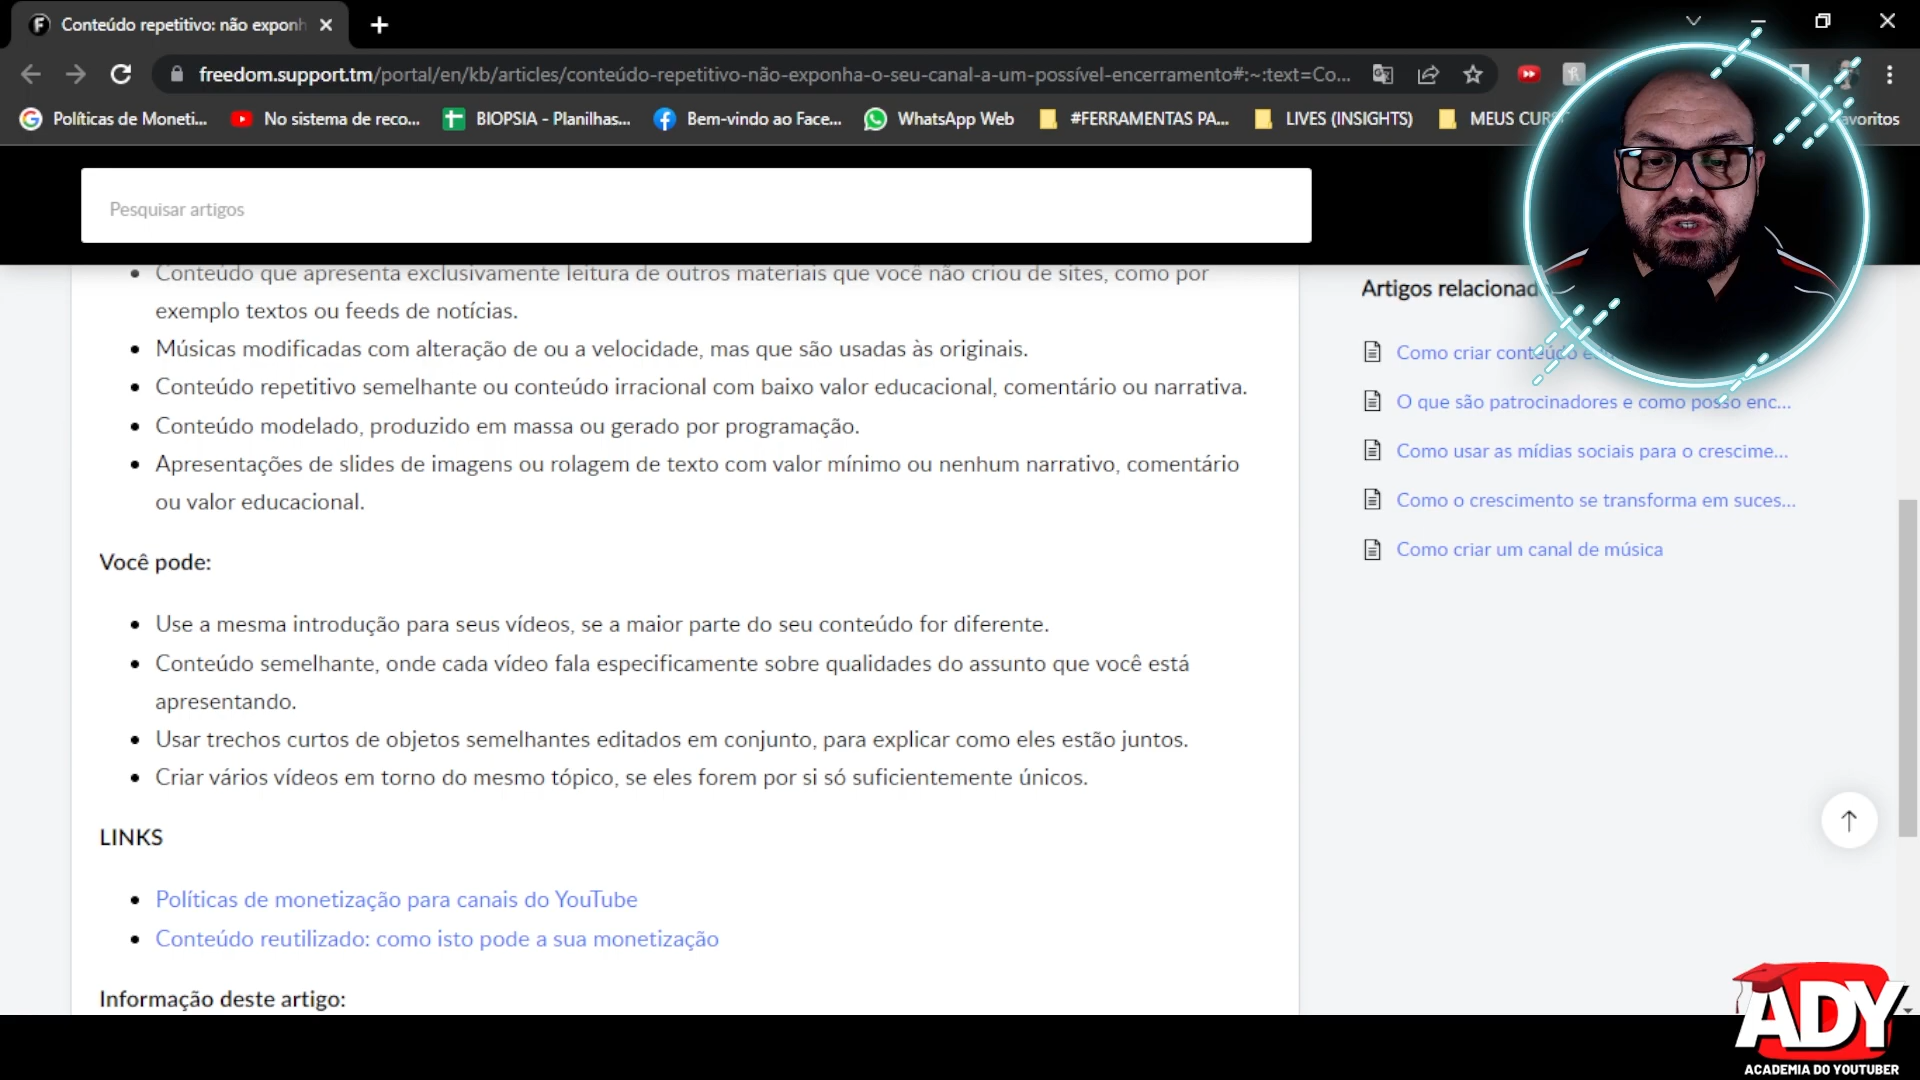 Conteúdo repetitivo: não exponh
freedom.support.tm/portal/en/kb/articles/conteúdo-repetitivo-não-exponha-o-seu-canal-a-um-possível-encerramento#:~:text=Co...
Políticas de Moneti... No sistema de reco... BIOPSIA - Planilhas... Bem-vindo ao Face... WhatsApp Web #FERRAMENTAS PA... LIVES (INSIGHTS) MEUS CURS avoritos
Pesquisar artigos
Conteúdo que apresenta exclusivamente leitura de outros materiais que você não criou de sites, como por
exemplo textos ou feeds de notícias.
Músicas modificadas com alteração de ou a velocidade, mas que são usadas às originais.
Conteúdo repetitivo semelhante ou conteúdo irracional com baixo valor educacional, comentário ou narrativa.
Conteúdo modelado, produzido em massa ou gerado por programação.
Apresentações de slides de imagens ou rolagem de texto com valor mínimo ou nenhum narrativo, comentário
ou valor educacional.
Você pode:
Use a mesma introdução para seus vídeos, se a maior parte do seu conteúdo for diferente.
Conteúdo semelhante, onde cada vídeo fala especificamente sobre qualidades do assunto que você está
apresentando.
Usar trechos curtos de objetos semelhantes editados em conjunto, para explicar como eles estão juntos.
Criar vários vídeos em torno do mesmo tópico, se eles forem por si só suficientemente únicos.
LINKS
Políticas de monetização para canais do YouTube
Conteúdo reutilizado: como isto pode a sua monetização
Informação deste artigo:
Artigos relacionad
Como criar conteúdo e
O que são patrocinadores e como posso enc...
Como usar as mídias sociais para o crescime...
Como o crescimento se transforma em suces...
Como criar um canal de música
ADY
ACADEMIA DO YOUTUBER